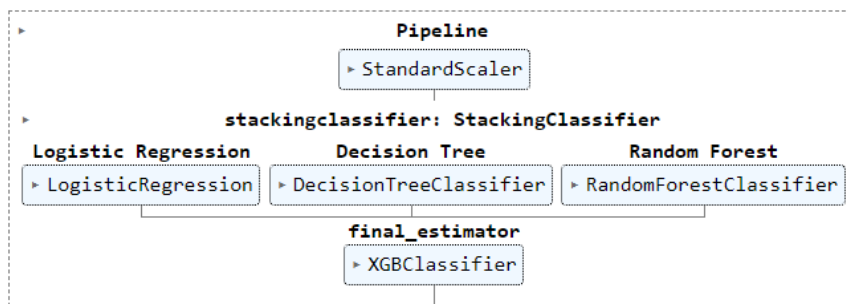 Pipeline
StandardScaler
stackingclassifier: StackingClassifier
Logistic Regression Decision Tree Random Forest
LogisticRegression DecisionTreeClassifier RandomForestClassifier
final_estimator
XGBClassifier